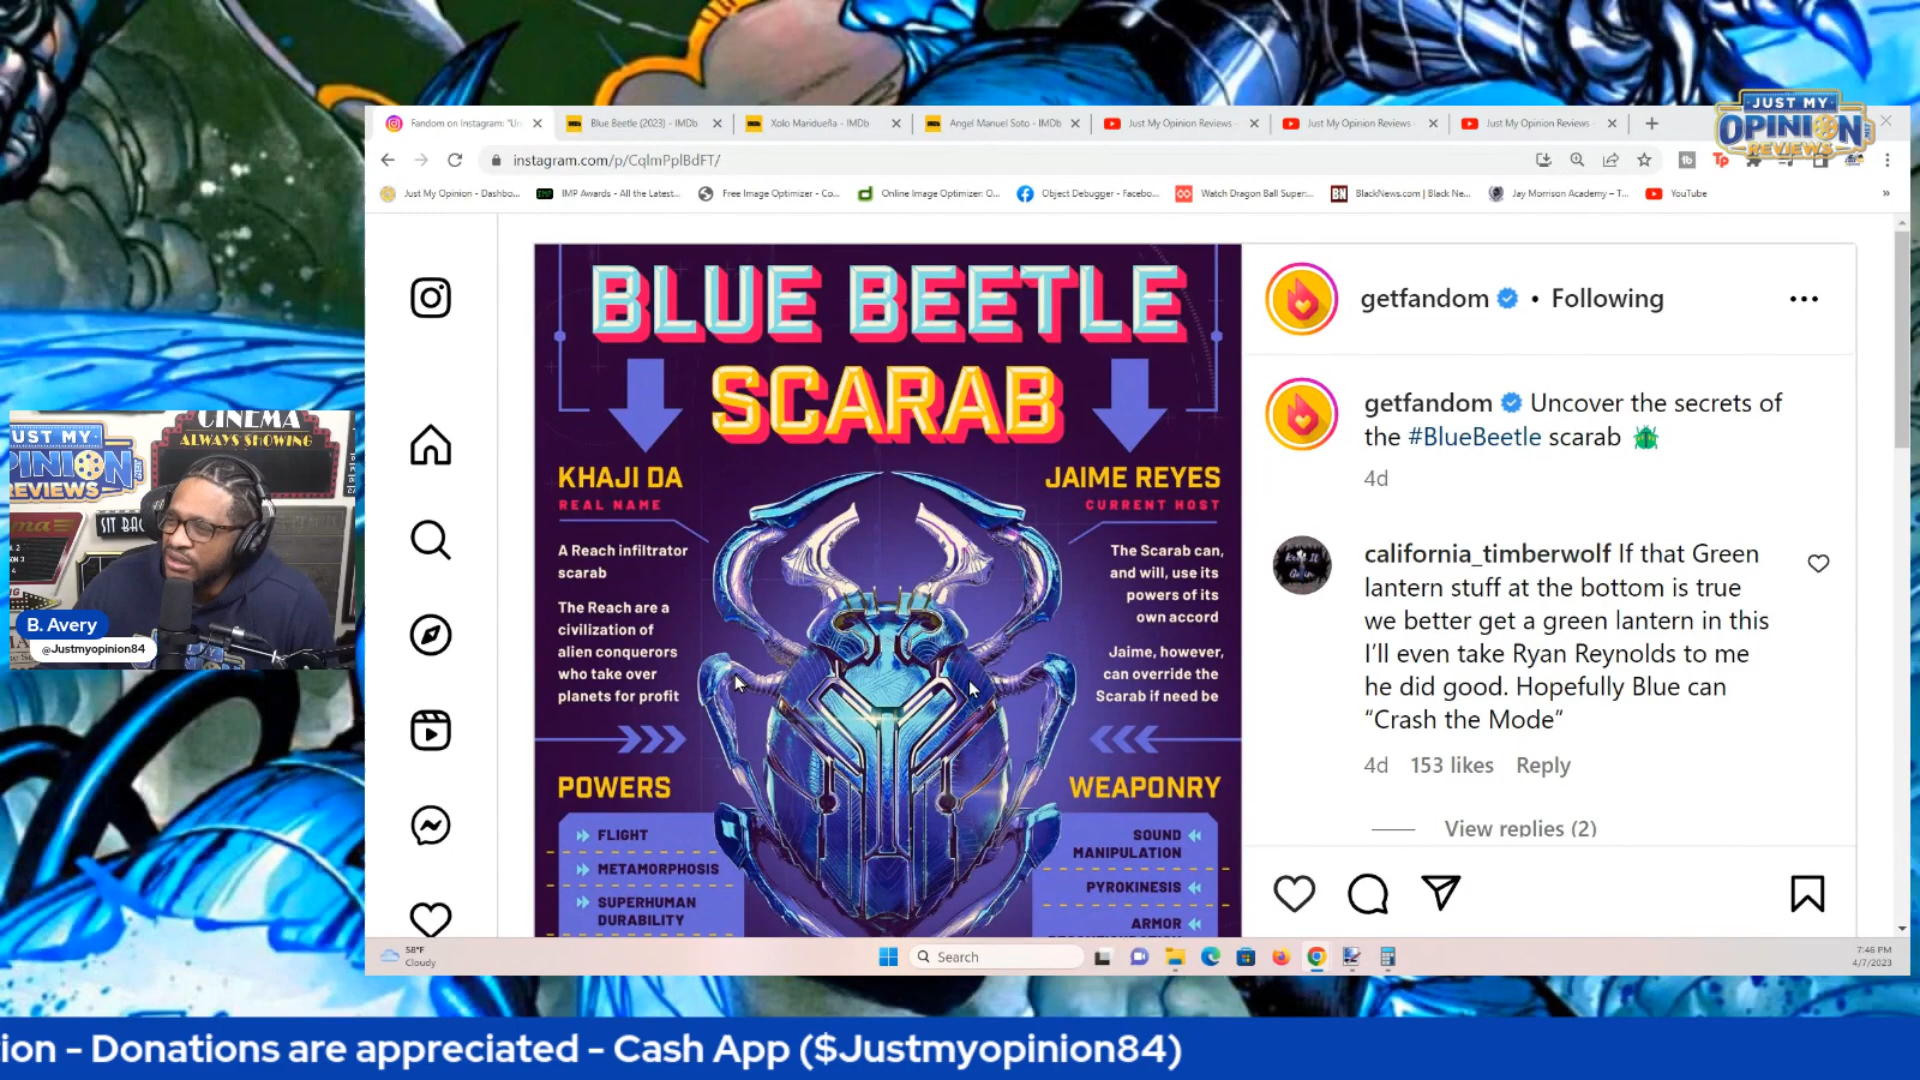 Fandom on Instagram: "Un
Blue Beetle (2023) - IMDb
Xolo Maridueña - IMDb
Angel Manuel Soto - IMDb
Just My Opinion Reviews
Just My Opinion Reviews
Just My Opinion Reviews
JUST MY
OPINION
REVIEWS
instagram.com/p/CqlmPplBdFT/
Just My Opinion - Dashbo...
IMP Awards - All the Latest...
Free Image Optimizer - Co...
Online Image Optimizer: O...
Object Debugger - Facebo...
Watch Dragon Ball Super:...
BlackNews.com | Black Ne...
Jay Morrison Academy – T...
YouTube
BLUE BEETLE
SCARAB
KHAJI DA
REAL NAME
A Reach infiltrator
scarab
The Reach are a
civilization of
alien conquerors
who take over
planets for profit
JAIME REYES
CURRENT HOST
The Scarab can,
and will, use its
powers of its
own accord
Jaime, however,
can override the
Scarab if need be
POWERS
FLIGHT
METAMORPHOSIS
SUPERHUMAN
DURABILITY
WEAPONRY
SOUND
MANIPULATION
PYROKINESIS
ARMOR
getfandom • Following
getfandom Uncover the secrets of
the #BlueBeetle scarab
4d
california_timberwolf If that Green
lantern stuff at the bottom is true
we better get a green lantern in this
I'll even take Ryan Reynolds to me
he did good. Hopefully Blue can
“Crash the Mode”
4d 153 likes Reply
View replies (2)
CINEMA
ALWAYS SHOWING
UST MY
PINION
REVIEWS
SIT BAC
B. Avery
@Justmyopinion84
58°F
Cloudy
Search
7:46 PM
4/7/2023
ion - Donations are appreciated - Cash App ($Justmyopinion84)